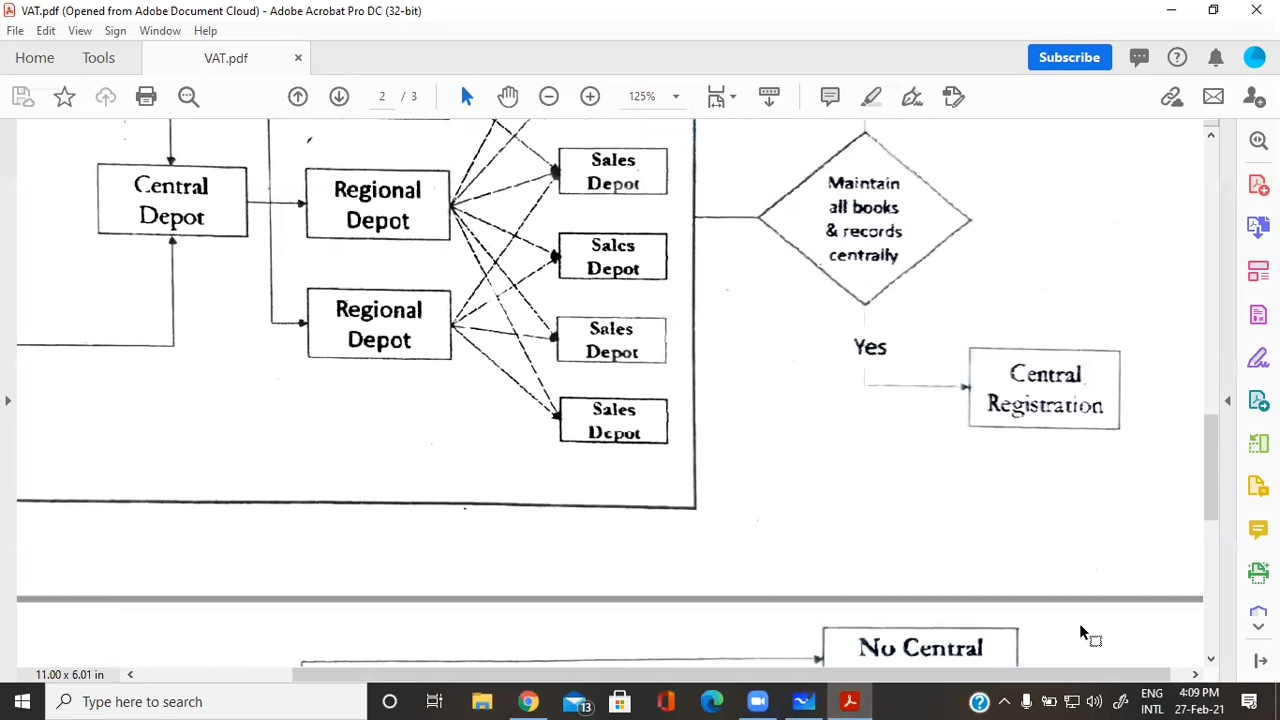 VAT.pdf (Opened from Adobe Document Cloud) - Adobe Acrobat Pro DC (32-bit)
File Edit View Sign Window Help
Home Tools VAT.pdf × Subscribe
2 / 3 125%
Central
Depot
Regional
Depot
Regional
Depot
Sales
Depot
Sales
Depot
Sales
Depot
Sales
Depot
Maintain
all books
& records
centrally
Yes
Central
Registration
No Central
11.00 x 6.01 in
Type here to search
13
ENG
INTL
4:09 PM
27-Feb-21